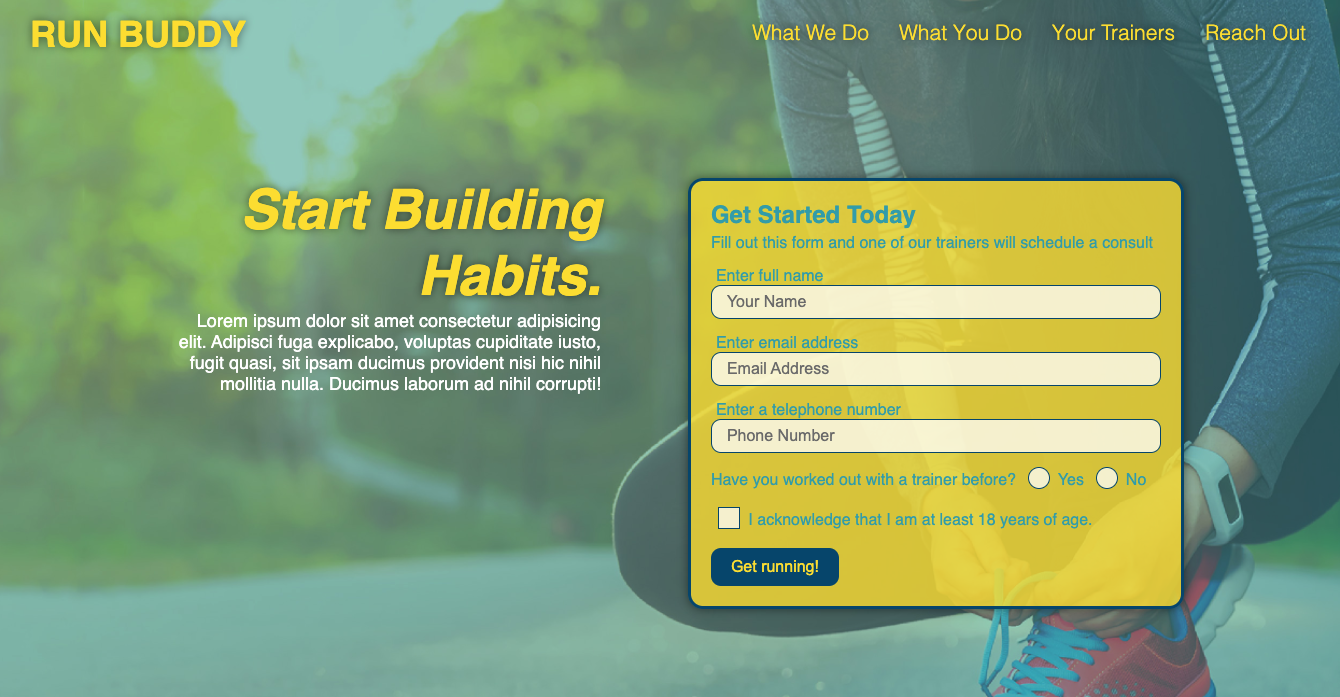 RUN BUDDY
What We Do What You Do Your Trainers Reach Out
Start Building
Habits.
Lorem ipsum dolor sit amet consectetur adipisicing
elit. Adipisci fuga explicabo, voluptas cupiditate iusto,
fugit quasi, sit ipsam ducimus provident nisi hic nihil
mollitia nulla. Ducimus laborum ad nihil corrupti!
Get Started Today
Fill out this form and one of our trainers will schedule a consult
Enter full name
Your Name
Enter email address
Email Address
Enter a telephone number
Phone Number
Have you worked out with a trainer before? Yes No
I acknowledge that I am at least 18 years of age.
Get running!